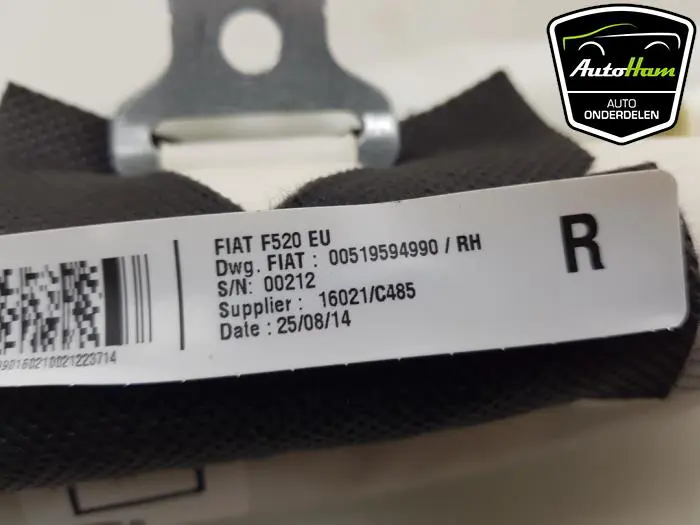 AutoHam
AUTO
ONDERDELEN
FIAT F520 EU
Dwg. FIAT : 00519594990 / RH
S/N: 00212
Supplier : 16021/C485
Date : 25/08/14
R